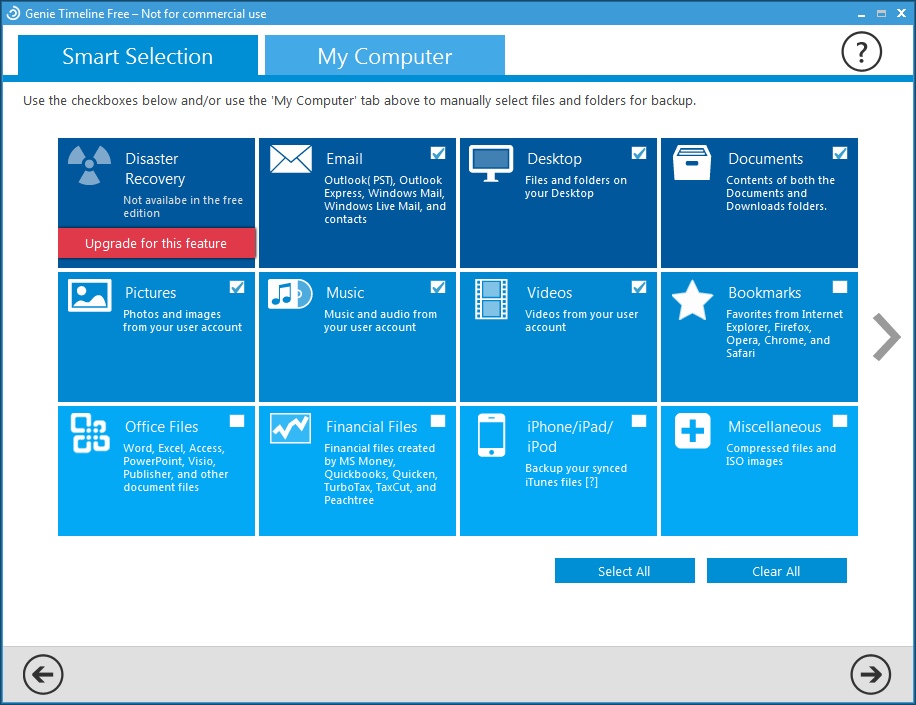 Genie Timeline Free – Not for commercial use
Smart Selection
My Computer
?
Use the checkboxes below and/or use the 'My Computer' tab above to manually select files and folders for backup.
Disaster
Recovery
Not availabe in the free
edition
Upgrade for this feature
Email
Outlook( PST), Outlook
Express, Windows Mail,
Windows Live Mail, and
contacts
Desktop
Files and folders on
your Desktop
Documents
Contents of both the
Documents and
Downloads folders.
Pictures
Photos and images
from your user account
Music
Music and audio from
your user account
Videos
Videos from your user
account
Bookmarks
Favorites from Internet
Explorer, Firefox,
Opera, Chrome, and
Safari
Office Files
Word, Excel, Access,
PowerPoint, Visio,
Publisher, and other
document files
Financial Files
Financial files created
by MS Money,
Quickbooks, Quicken,
TurboTax, TaxCut, and
Peachtree
iPhone/iPad/
iPod
Backup your synced
iTunes files [?]
Miscellaneous
Compressed files and
ISO images
Select All
Clear All